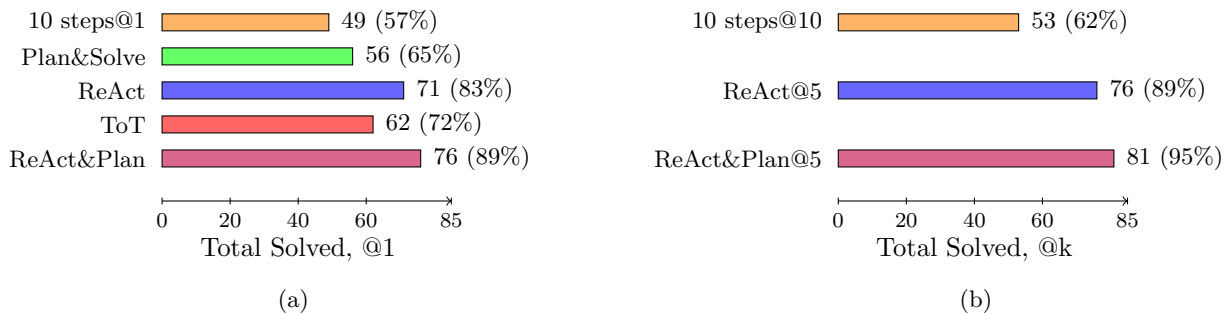 10 steps@1 49 (57%)
Plan&Solve 56 (65%)
ReAct 71 (83%)
ToT 62 (72%)
ReAct&Plan 76 (89%)
0 20 40 60 85
Total Solved, @1
(a)
10 steps@10 53 (62%)
ReAct@5 76 (89%)
ReAct&Plan@5 81 (95%)
0 20 40 60 85
Total Solved, @k
(b)